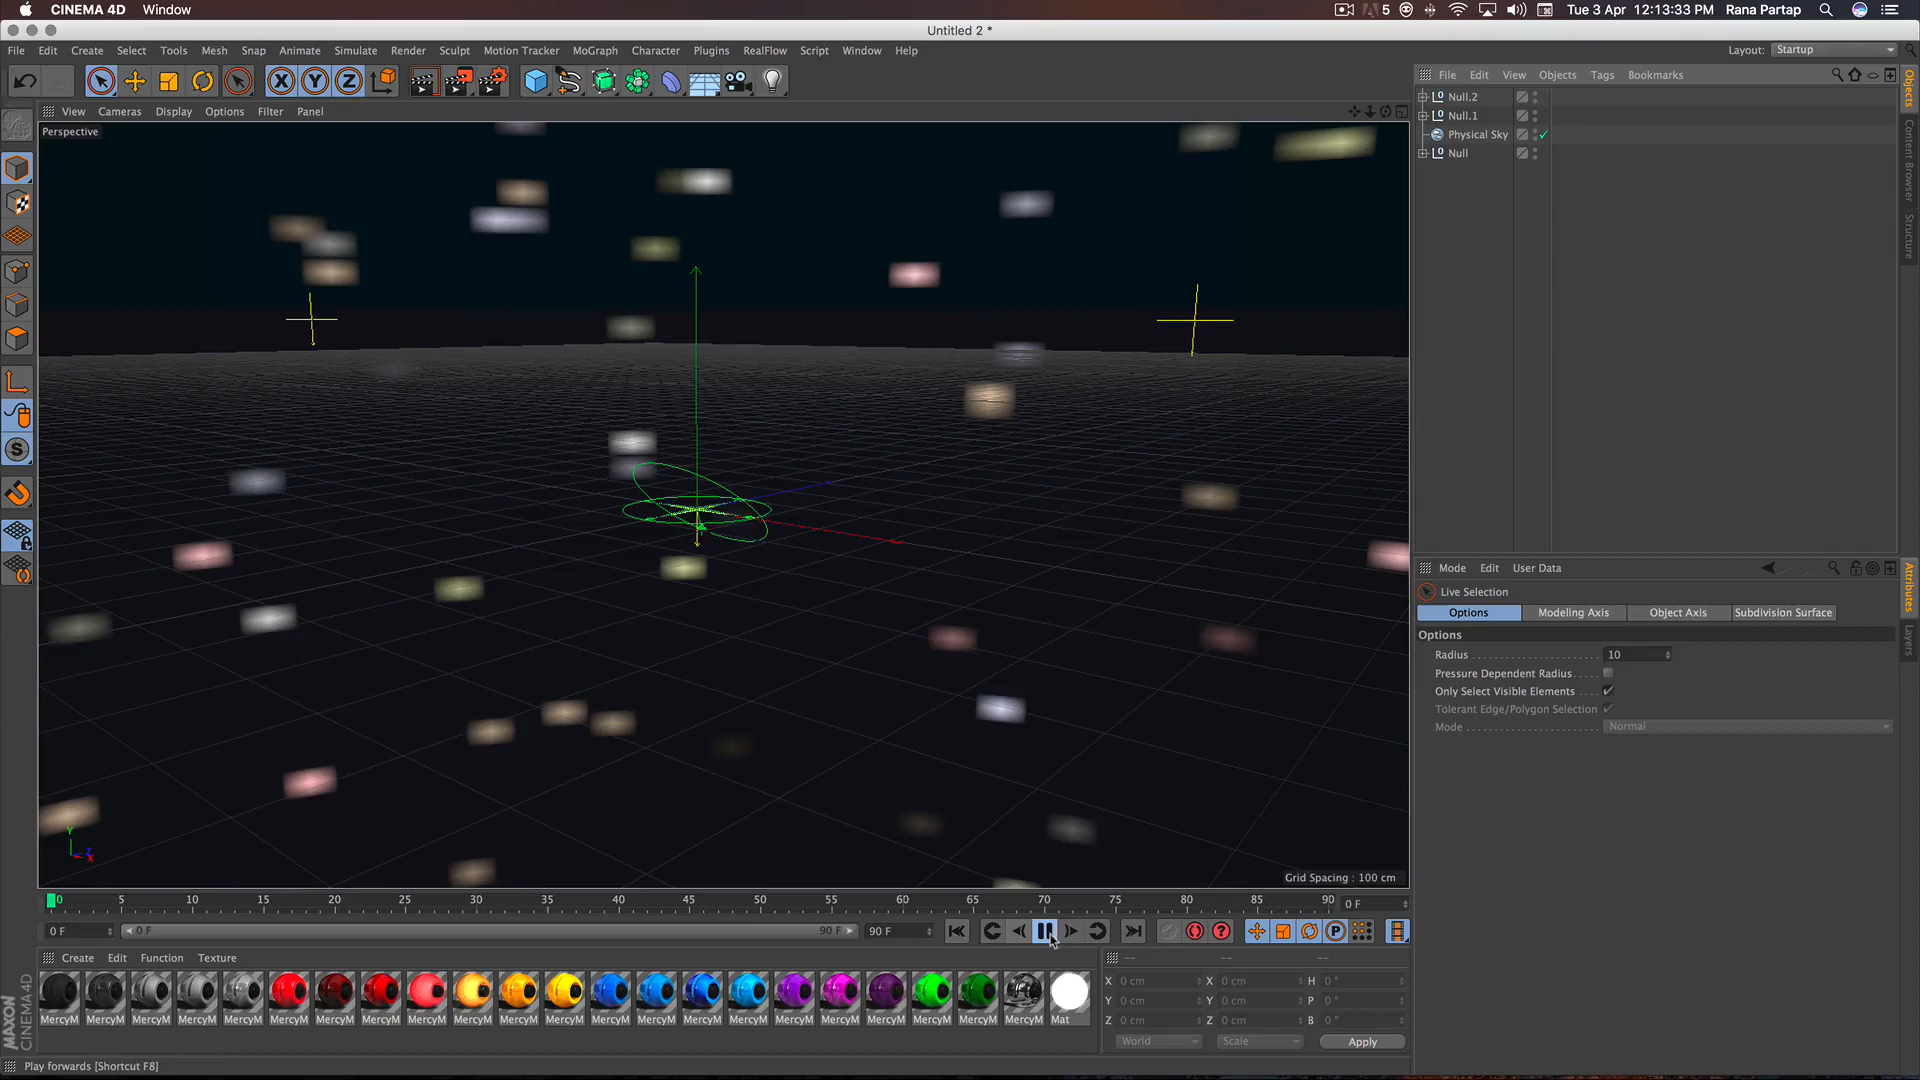 CINEMA 4D Window
5 Tue 3 Apr 12:13:33 PM Rana Partap
Untitled 2 *
File Edit Create Select Tools Mesh Snap Animate Simulate Render Sculpt Motion Tracker MoGraph Character Plugins RealFlow Script Window Help
Layout: Startup
X Y Z
File Edit View Objects Tags Bookmarks
Objects
Content Browser
Structure
View Cameras Display Options Filter Panel
Perspective
Null.2
Null.1
Physical Sky
Null
Mode Edit User Data
Attributes
Layers
Live Selection
Options Modeling Axis Object Axis Subdivision Surface
Options
Radius 10
Pressure Dependent Radius
Only Select Visible Elements
Tolerant Edge/Polygon Selection
Mode Normal
Y
Z
X
Grid Spacing : 100 cm
0 5 10 15 20 25 30 35 40 45 50 55 60 65 70 75 80 85 90 0 F
0 F 0 F 90 F 90 F
Create Edit Function Texture
-- -- --
MercyM MercyM MercyM MercyM MercyM MercyM MercyM MercyM MercyM MercyM MercyM MercyM MercyM MercyM MercyM MercyM MercyM MercyM MercyM MercyM MercyM MercyM Mat
X 0 cm X 0 cm H 0 °
Y 0 cm Y 0 cm P 0 °
Z 0 cm Z 0 cm B 0 °
World Scale Apply
MAXON CINEMA 4D
Play forwards [Shortcut F8]